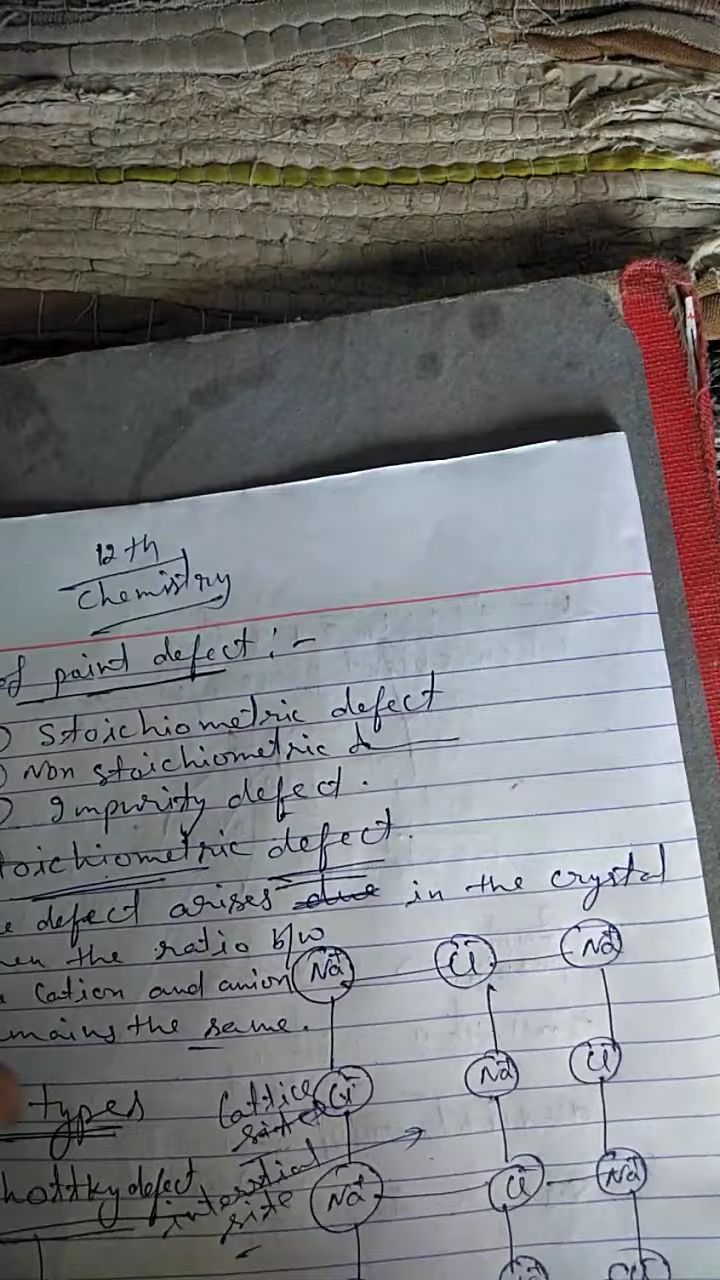 12th
Chemistry
of paint defect :-
Stoichiometric defect
Non stoichiometric d
Impurity defect.
toichiometric defect.
e defect arises due in the crystal
hen the ratio b/w
Na+ Cl- Na+
cation and anion
mains the same.
Na+ Cl-
types Lattice sites Cl-
hottky defect interstitial site
Na+ Cl- Na+